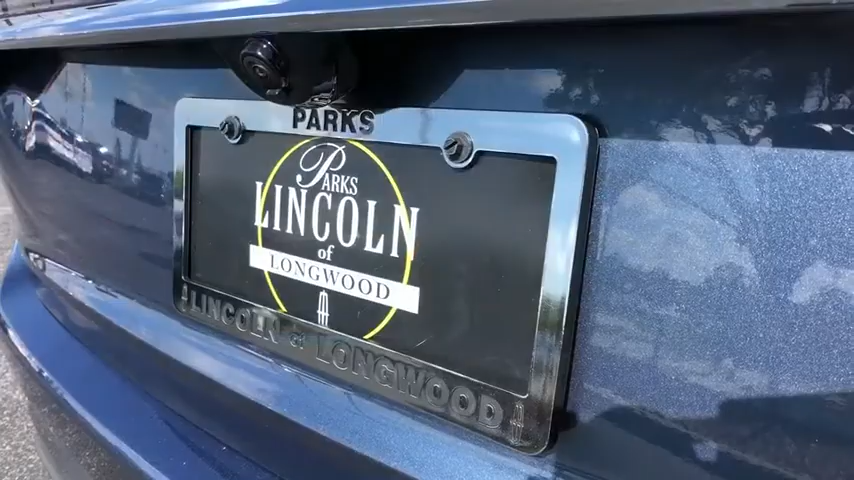 PARKS
PARKS
LINCOLN
of
LONGWOOD
LINCOLN of LONGWOOD